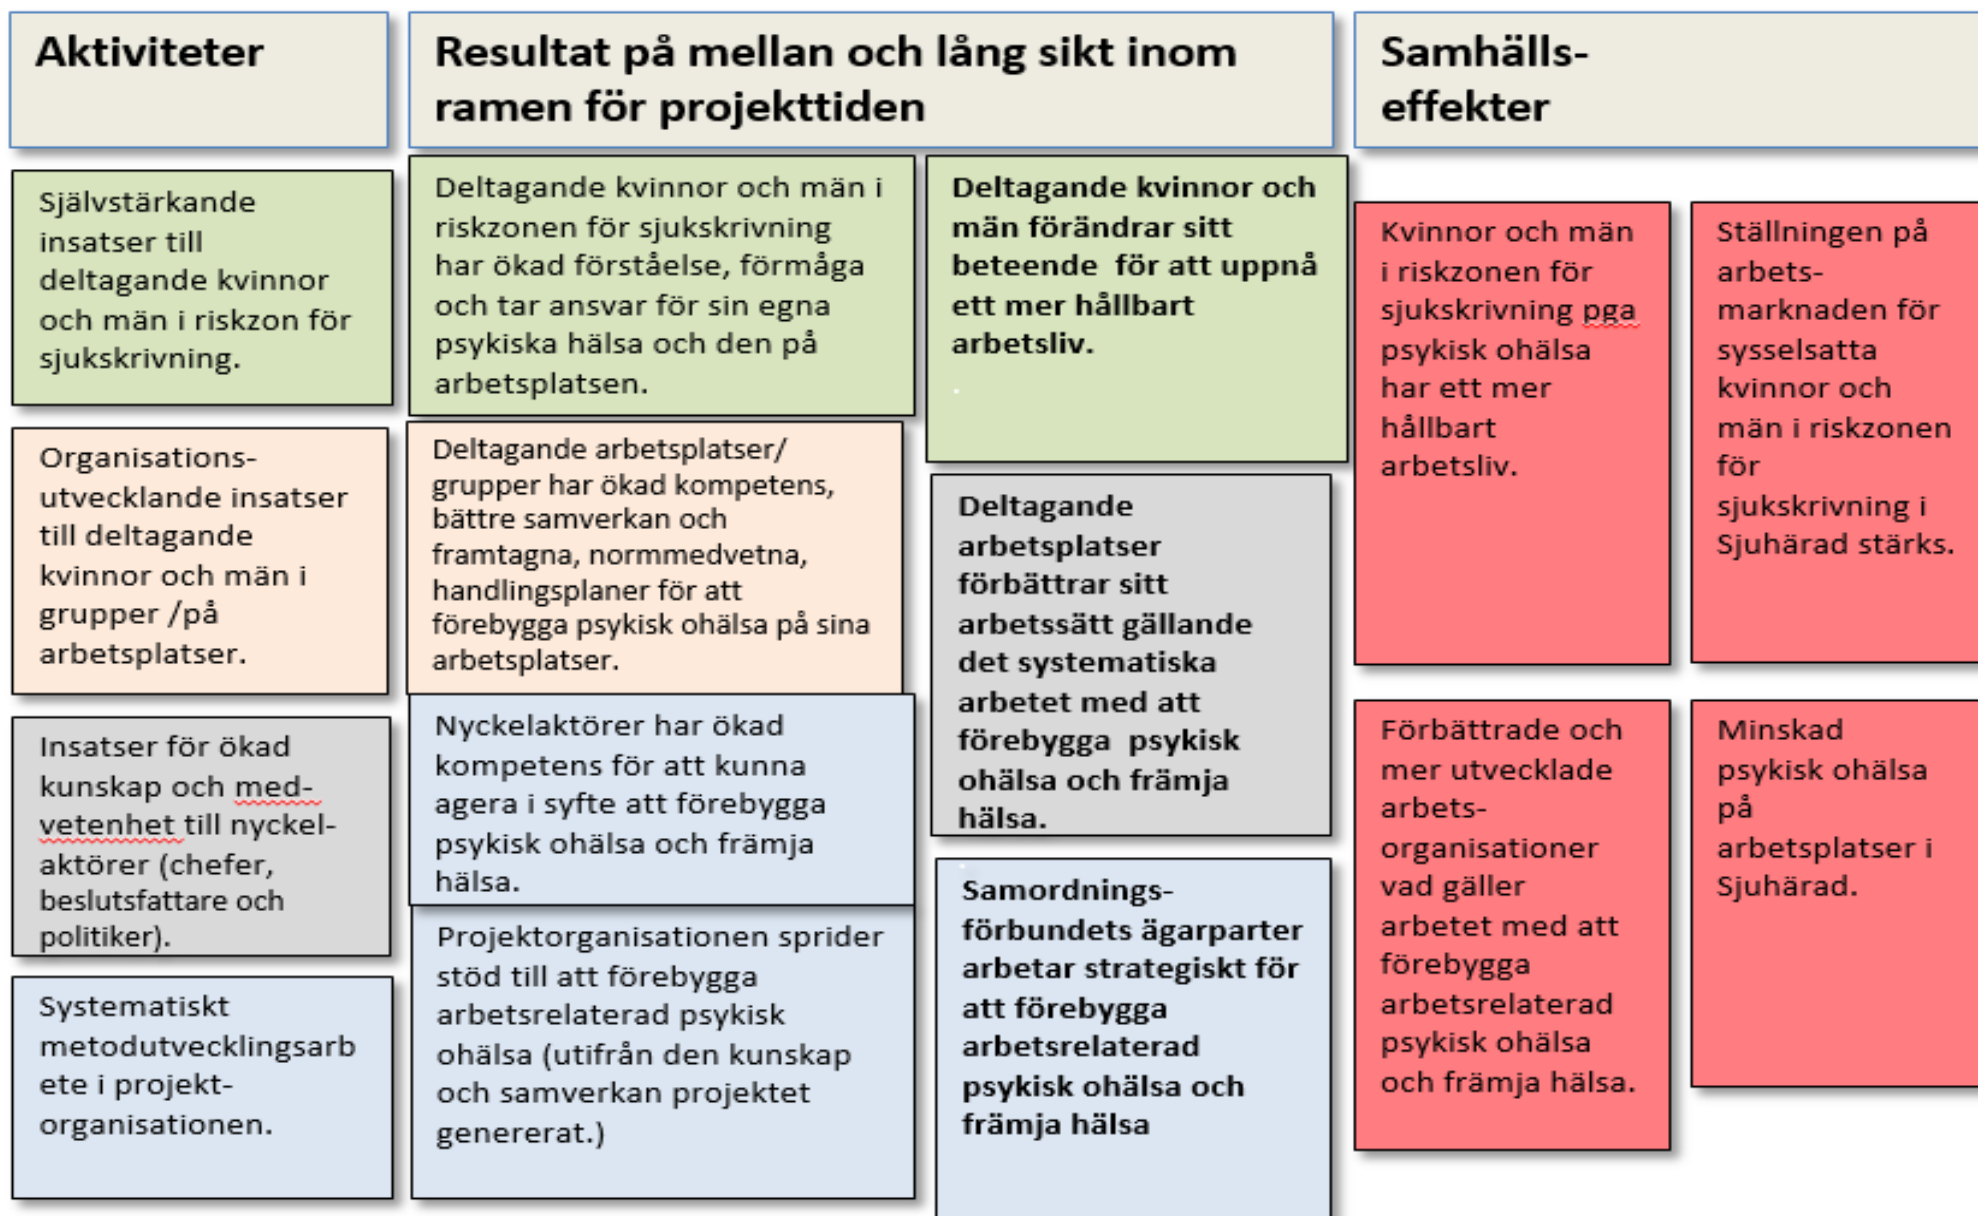 Aktiviteter
Resultat på mellan och lång sikt inom
ramen för projekttiden
Samhälls-
effekter
Självstärkande
insatser till
deltagande kvinnor
och män i riskzon för
sjukskrivning.
Organisations-
utvecklande insatser
till deltagande
kvinnor och män i
grupper /på
arbetsplatser.
Insatser för ökad
kunskap och med-
vetenhet till nyckel-
aktörer (chefer,
beslutsfattare och
politiker).
Systematiskt
metodutvecklingsarb
ete i projekt-
organisationen.
Deltagande kvinnor och män i
riskzonen för sjukskrivning
har ökad förståelse, förmåga
och tar ansvar för sin egna
psykiska hälsa och den på
arbetsplatsen.
Deltagande arbetsplatser/
grupper har ökad kompetens,
bättre samverkan och
framtagna, normmedvetna,
handlingsplaner för att
förebygga psykisk ohälsa på sina
arbetsplatser.
Nyckelaktörer har ökad
kompetens för att kunna
agera i syfte att förebygga
psykisk ohälsa och främja
hälsa.
Projektorganisationen sprider
stöd till att förebygga
arbetsrelaterad psykisk
ohälsa (utifrån den kunskap
och samverkan projektet
genererat.)
Deltagande kvinnor och
män förändrar sitt
beteende för att uppnå
ett mer hållbart
arbetsliv.
.
Deltagande
arbetsplatser
förbättrar sitt
arbetssätt gällande
det systematiska
arbetet med att
förebygga psykisk
ohälsa och främja
hälsa.
.
Samordnings-
förbundets ägarparter
arbetar strategiskt för
att förebygga
arbetsrelaterad
psykisk ohälsa och
främja hälsa
Kvinnor och män
i riskzonen för
sjukskrivning pga
psykisk ohälsa
har ett mer
hållbart
arbetsliv.
Ställningen på
arbets-
marknaden för
sysselsatta
kvinnor och
män i riskzonen
för
sjukskrivning i
Sjuhärad stärks.
Förbättrade och
mer utvecklade
arbets-
organisationer
vad gäller
arbetet med att
förebygga
arbetsrelaterad
psykisk ohälsa
och främja hälsa.
Minskad
psykisk ohälsa
på
arbetsplatser i
Sjuhärad.